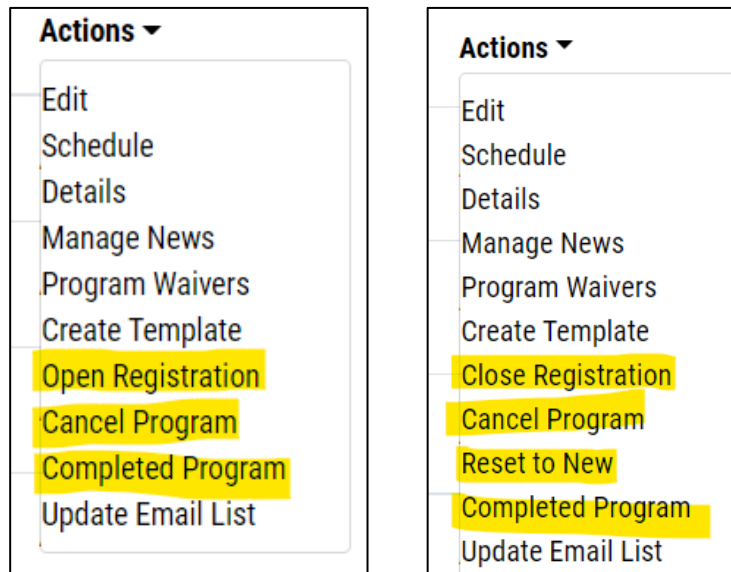 Actions
Edit
Schedule
Details
Manage News
Program Waivers
Create Template
Open Registration
Cancel Program
Completed Program
Update Email List
Actions
Edit
Schedule
Details
Manage News
Program Waivers
Create Template
Close Registration
Cancel Program
Reset to New
Completed Program
Update Email List